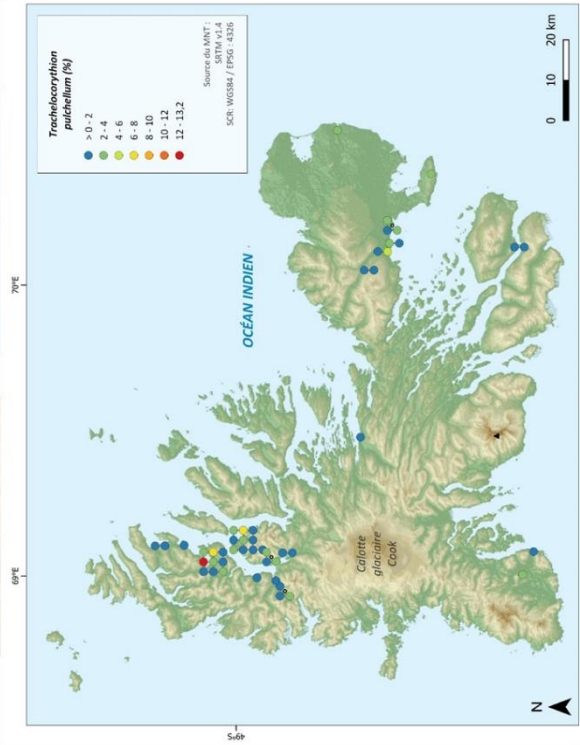 Trachelocorythion
pulchellum (%)
> 0 - 2
2 - 4
4 - 6
6 - 8
8 - 10
10 - 12
12 - 13,2
Source du MNT :
SRTM v1.4
SCR: WGS84 / EPSG : 4326
0 10 20 km
70°E
69°E
49°S
OCÉAN INDIEN
Calotte
glaciaire
Cook
N